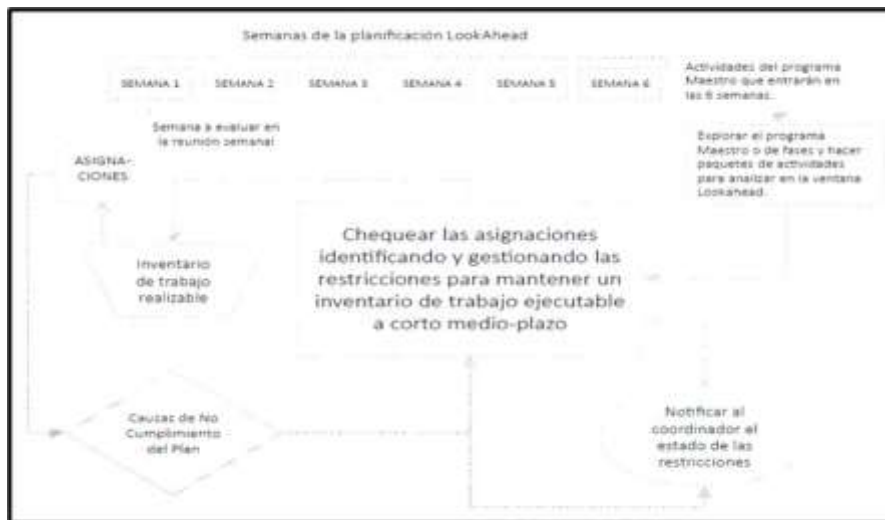 Semanas de la planificación LookAhead
SEMANA 1
SEMANA 2
SEMANA 3
SEMANA 4
SEMANA 5
SEMANA 6
Actividades del programa
Maestro que entrarán en
las 6 semanas.
Semana a evaluar en
la reunión semanal
ASIGNA-
CIONES
Explorar el programa
Maestro o de fases y hacer
paquetes de actividades
para analizar en la ventana
Lookahead.
Chequear las asignaciones
identificando y gestionando las
restricciones para mantener un
inventario de trabajo ejecutable
a corto medio-plazo
Inventario
de trabajo
realizable
Causas de No
Cumplimiento
del Plan
Notificar al
coordinador el
estado de las
restricciones